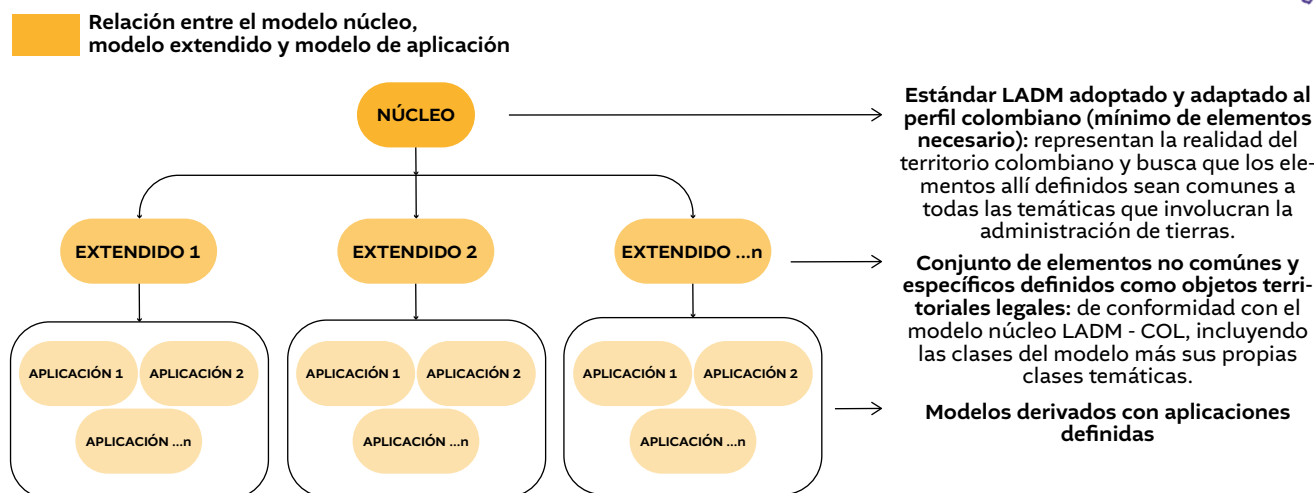 Relación entre el modelo núcleo,
modelo extendido y modelo de aplicación
NÚCLEO
Estándar LADM adoptado y adaptado al
perfil colombiano (mínimo de elementos
necesario): representan la realidad del
territorio colombiano y busca que los ele-
mentos allí definidos sean comunes a
todas las temáticas que involucran la
administración de tierras.
EXTENDIDO 1
EXTENDIDO 2
EXTENDIDO ...n
Conjunto de elementos no comúnes y
específicos definidos como objetos terri-
toriales legales: de conformidad con el
modelo núcleo LADM - COL, incluyendo
las clases del modelo más sus propias
clases temáticas.
APLICACIÓN 1
APLICACIÓN 2
APLICACIÓN ...n
APLICACIÓN 1
APLICACIÓN 2
APLICACIÓN ...n
APLICACIÓN 1
APLICACIÓN 2
APLICACIÓN ...n
Modelos derivados con aplicaciones
definidas